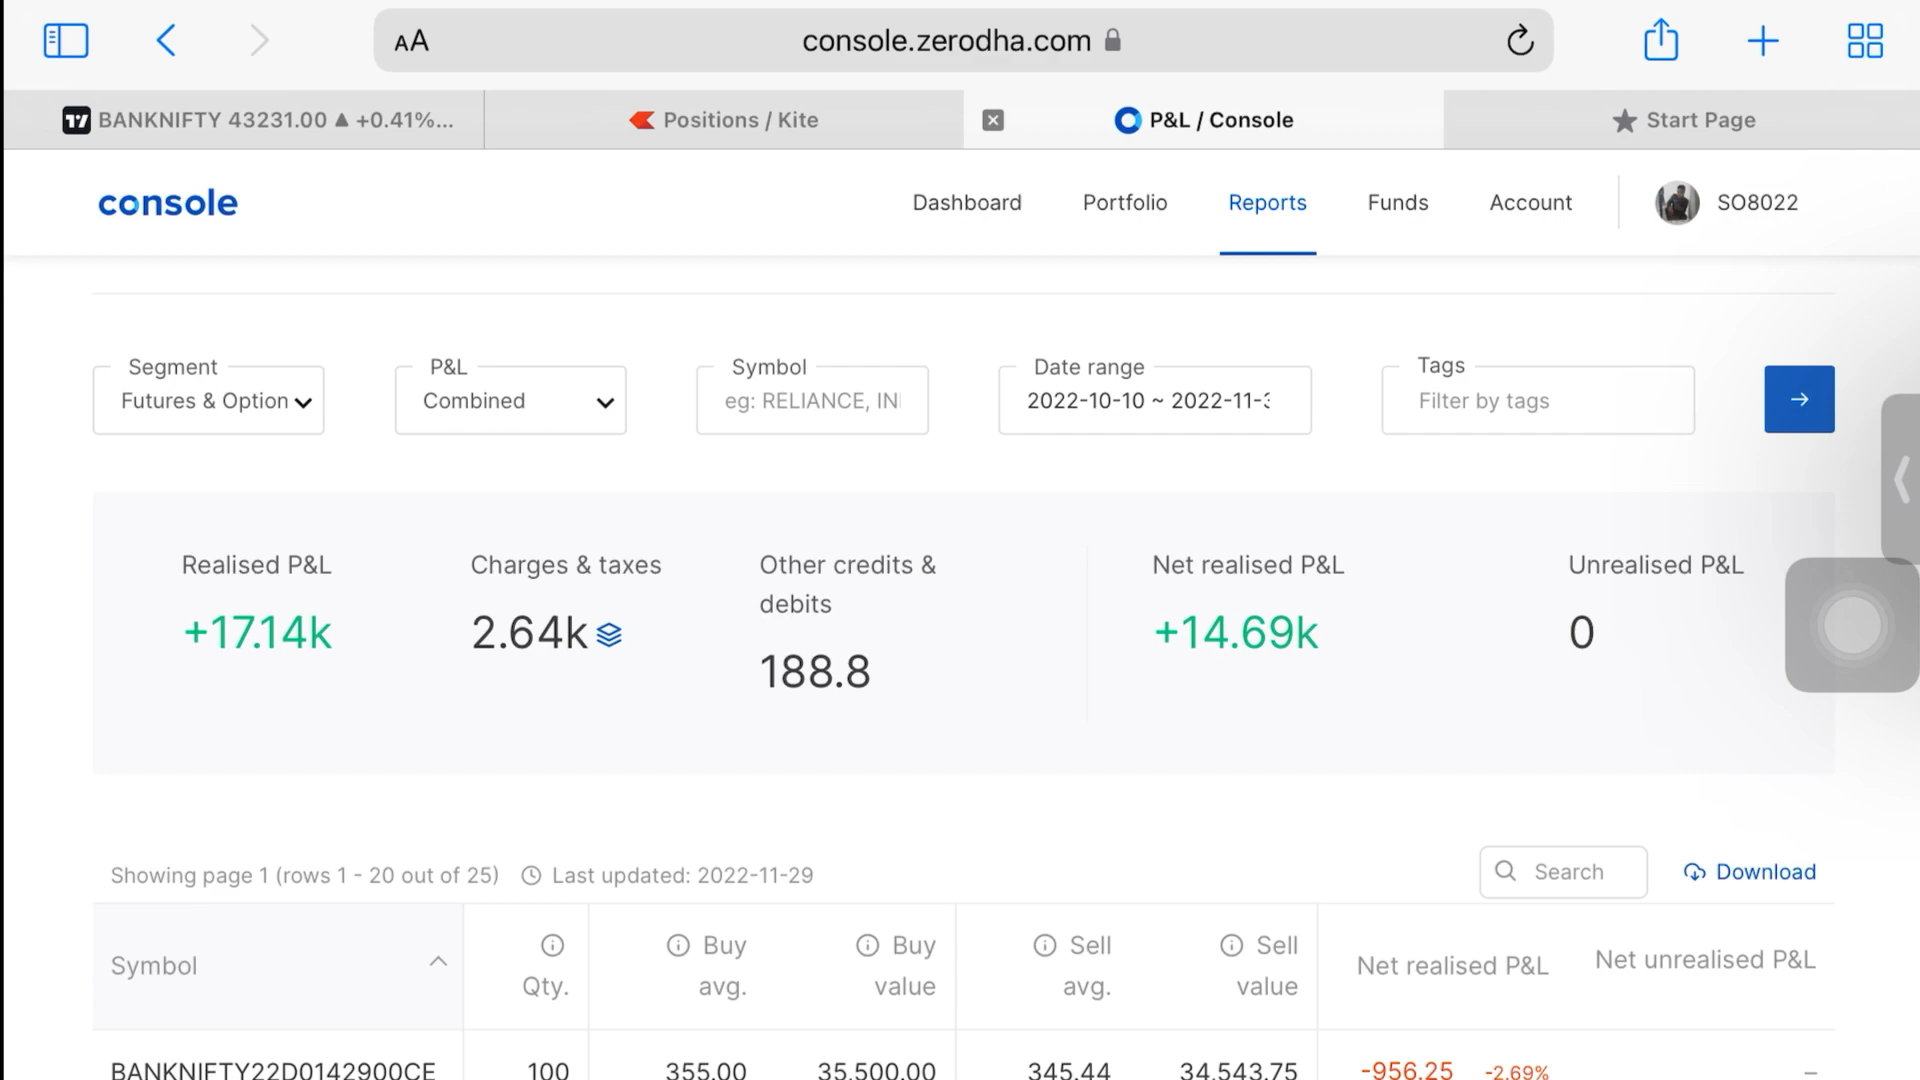 AA console.zerodha.com
BANKNIFTY 43231.00 ▲ +0.41%... Positions / Kite P&L / Console Start Page
console Dashboard Portfolio Reports Funds Account SO8022
Segment P&L Symbol Date range Tags
Futures & Option Combined eg: RELIANCE, IN 2022-10-10 ~ 2022-11-3 Filter by tags
Realised P&L Charges & taxes Other credits & debits Net realised P&L Unrealised P&L
+17.14k 2.64k 188.8 +14.69k 0
Showing page 1 (rows 1 - 20 out of 25) Last updated: 2022-11-29 Search Download
Symbol Qty. Buy avg. Buy value Sell avg. Sell value Net realised P&L Net unrealised P&L
BANKNIFTY22D0142900CE 100 355.00 35,500.00 345.44 34,543.75 -956.25 -2.69% –